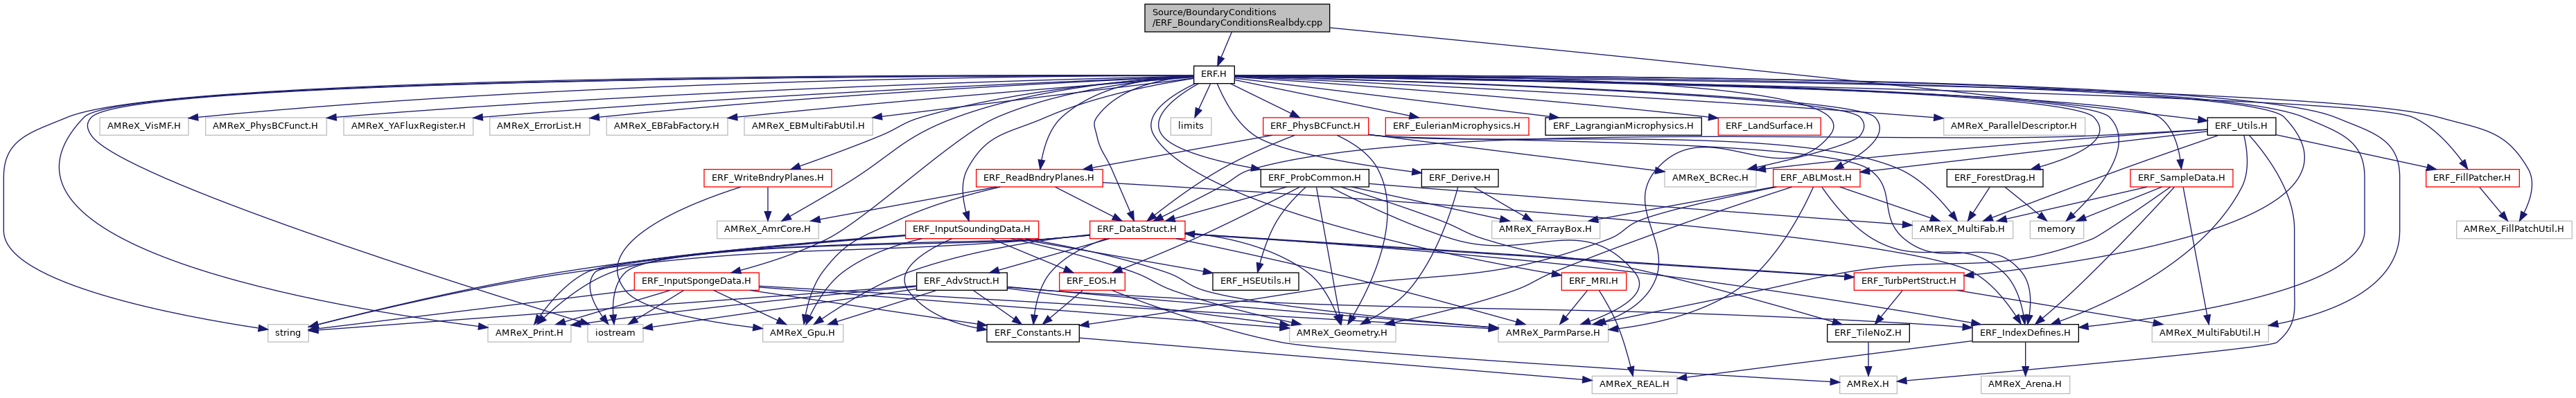 Source/BoundaryConditions
/ERF_BoundaryConditionsRealbdy.cpp
ERF.H
AMReX_VisMF.H
AMReX_PhysBCFunct.H
AMReX_YAFluxRegister.H
AMReX_ErrorList.H
AMReX_EBFabFactory.H
AMReX_EBMultiFabUtil.H
limits
ERF_PhysBCFunct.H
ERF_EulerianMicrophysics.H
ERF_LagrangianMicrophysics.H
ERF_LandSurface.H
AMReX_ParallelDescriptor.H
ERF_Utils.H
ERF_WriteBndryPlanes.H
ERF_ReadBndryPlanes.H
ERF_ProbCommon.H
ERF_Derive.H
AMReX_BCRec.H
ERF_ABLMost.H
ERF_ForestDrag.H
ERF_SampleData.H
ERF_FillPatcher.H
AMReX_AmrCore.H
ERF_InputSoundingData.H
ERF_DataStruct.H
AMReX_FArrayBox.H
AMReX_MultiFab.H
memory
AMReX_FillPatchUtil.H
ERF_InputSpongeData.H
ERF_AdvStruct.H
ERF_EOS.H
ERF_HSEUtils.H
ERF_MRI.H
ERF_TurbPertStruct.H
string
AMReX_Print.H
iostream
AMReX_Gpu.H
ERF_Constants.H
AMReX_Geometry.H
AMReX_ParmParse.H
ERF_TileNoZ.H
ERF_IndexDefines.H
AMReX_MultiFabUtil.H
AMReX_REAL.H
AMReX.H
AMReX_Arena.H